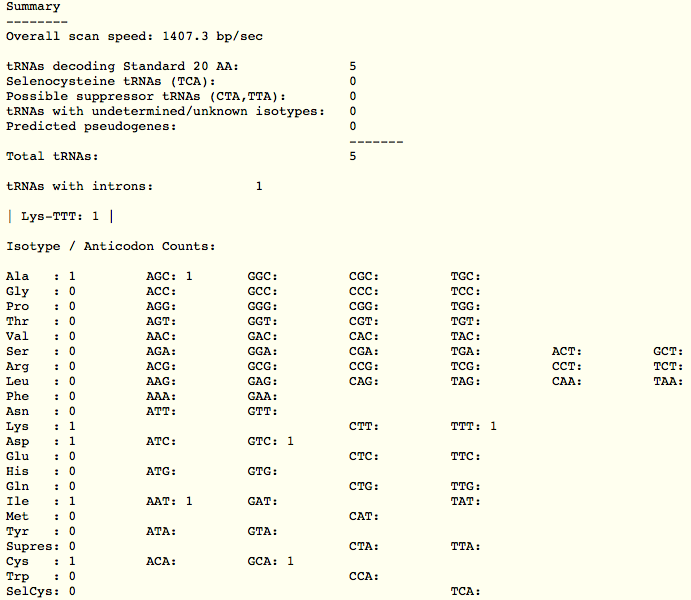 Summary
--------
Overall scan speed: 1407.3 bp/sec
tRNAs decoding Standard 20 AA: 5
Selenocysteine tRNAs (TCA): 0
Possible suppressor tRNAs (CTA,TTA): 0
tRNAs with undetermined/unknown isotypes: 0
Predicted pseudogenes: 0
-------
Total tRNAs: 5
tRNAs with introns: 1
| Lys-TTT: 1 |
Isotype / Anticodon Counts:
Ala : 1 AGC: 1 GGC: CGC: TGC:
Gly : 0 ACC: GCC: CCC: TCC:
Pro : 0 AGG: GGG: CGG: TGG:
Thr : 0 AGT: GGT: CGT: TGT:
Val : 0 AAC: GAC: CAC: TAC:
Ser : 0 AGA: GGA: CGA: TGA: ACT: GCT:
Arg : 0 ACG: GCG: CCG: TCG: CCT: TCT:
Leu : 0 AAG: GAG: CAG: TAG: CAA: TAA:
Phe : 0 AAA: GAA:
Asn : 0 ATT: GTT:
Lys : 1 CTT: TTT: 1
Asp : 1 ATC: GTC: 1
Glu : 0 CTC: TTC:
His : 0 ATG: GTG:
Gln : 0 CTG: TTG:
Ile : 1 AAT: 1 GAT: TAT:
Met : 0 CAT:
Tyr : 0 ATA: GTA:
Supres: 0 CTA: TTA:
Cys : 1 ACA: GCA: 1
Trp : 0 CCA:
SelCys: 0 TCA: